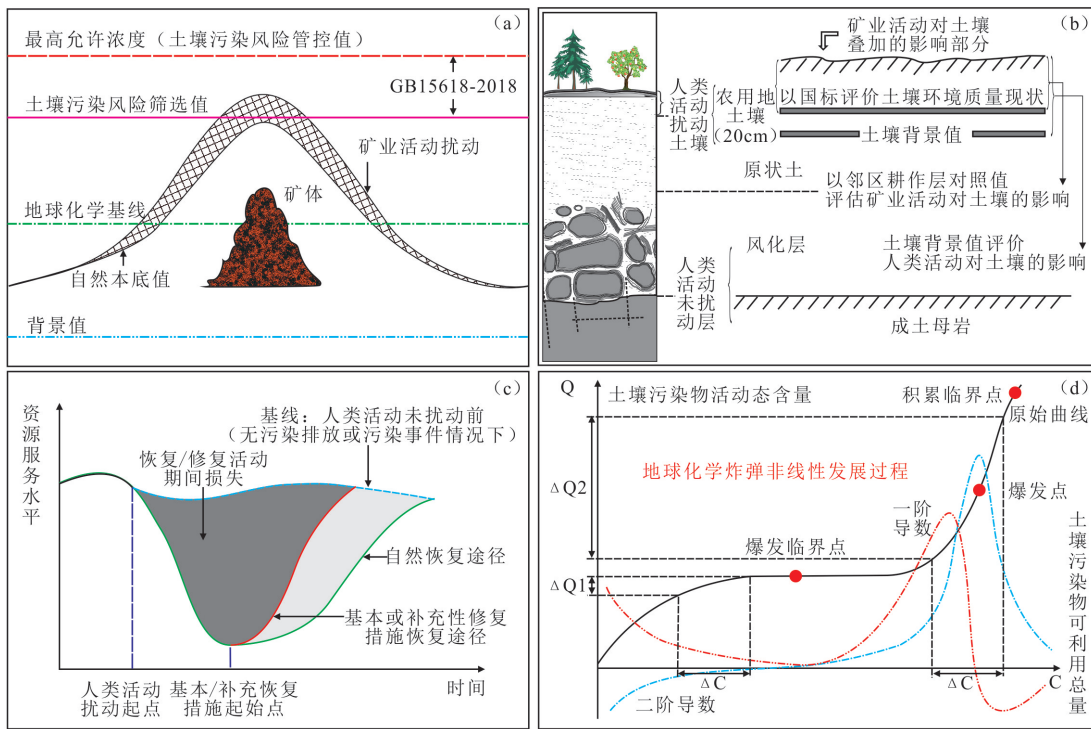 (a)
最高允许浓度（土壤污染风险管控值）
GB15618-2018
土壤污染风险筛选值
矿业活动扰动
矿体
地球化学基线
自然本底值
背景值
(b)
矿业活动对土壤
叠加的影响部分
人类活动扰动土壤
农用地
土壤
(20cm)
以国标评价土壤环境质量现状
土壤背景值
原状土
以邻区耕作层对照值
评估矿业活动对土壤的影响
风化层
土壤背景值评价
人类活动对土壤的影响
人类活动未扰动层
成土母岩
(c)
资源服务水平
基线：人类活动未扰动前
（无污染排放或污染事件情况下）
恢复/修复活动
期间损失
自然恢复途径
基本或补充性修复
措施恢复途径
时间
人类活动
扰动起点
基本/补充恢复
措施起始点
(d)
Q
土壤污染物活动态含量
积累临界点
原始曲线
地球化学炸弹非线性发展过程
ΔQ2
一阶
导数
爆发点
爆发临界点
ΔQ1
ΔC
ΔC
C
二阶导数
土壤污染物可利用总量